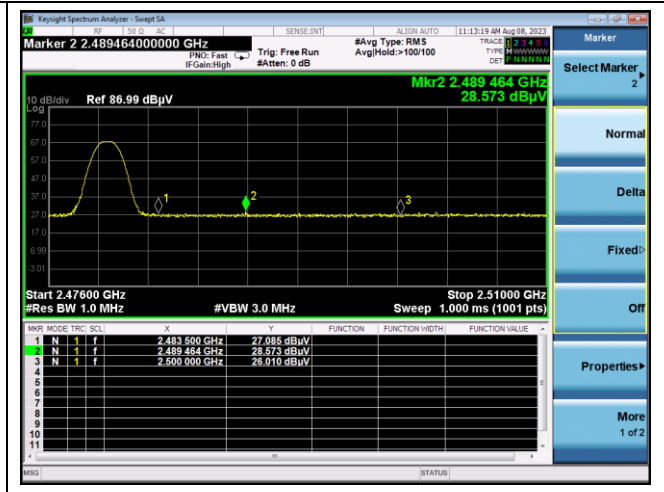 Keysight Spectrum Analyzer - Swept SA
RF 50 Ω AC SENSE:INT ALIGN AUTO 11:13:19 AM Aug 08, 2023
Marker 2 2.489464000000 GHz
PNO: Fast
IFGain:High
Trig: Free Run
#Atten: 0 dB
#Avg Type: RMS
Avg|Hold:>100/100
TRACE 1 2 3 4 5 6
TYPE M WWWWW
DET P N N N N N
Mkr2 2.489 464 GHz
28.573 dBµV
10 dB/div Ref 86.99 dBµV
Log
77.0
67.0
57.0
47.0
37.0
27.0
17.0
6.99
-3.01
1
2
3
Start 2.47600 GHz Stop 2.51000 GHz
#Res BW 1.0 MHz #VBW 3.0 MHz Sweep 1.000 ms (1001 pts)
MKR MODE TRC SCL X Y FUNCTION FUNCTION WIDTH FUNCTION VALUE
1 N 1 f 2.483 500 GHz 27.085 dBµV
2 N 1 f 2.489 464 GHz 28.573 dBµV
3 N 1 f 2.500 000 GHz 26.010 dBµV
4
5
6
7
8
9
10
11
MSG STATUS
Marker
Select Marker
2
Normal
Delta
Fixed
Off
Properties
More
1 of 2